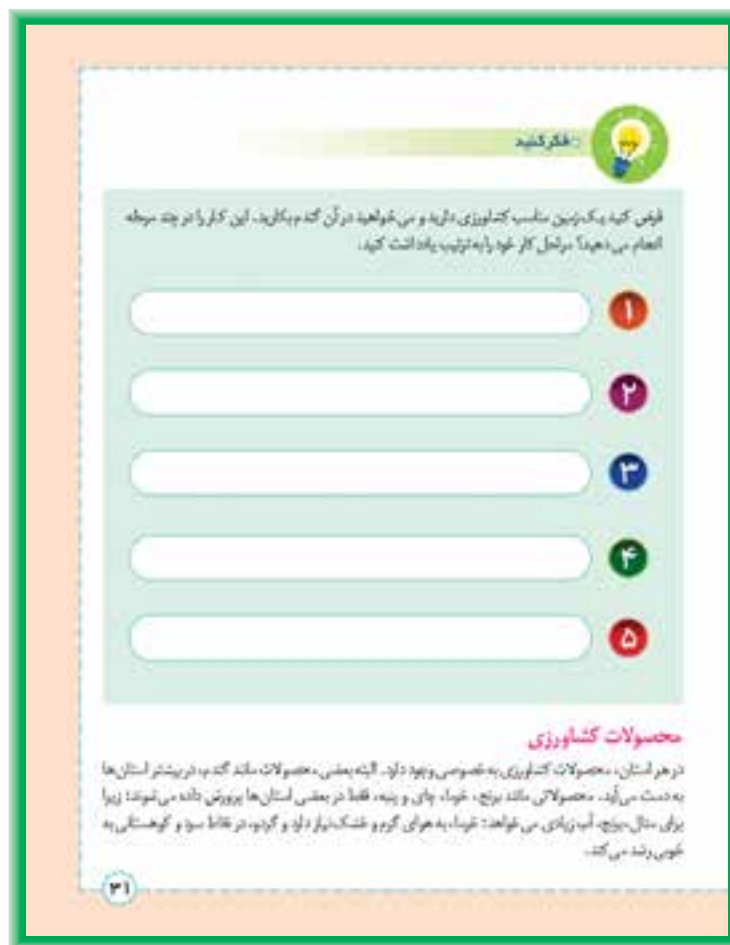 فکر کنید
فرض کنید یک زمین مناسب کشاورزی دارید و می‌خواهید در آن گندم بکارید. این کار را در چند مرحله
انجام می‌دهید؟ مراحل کار خود را به ترتیب یادداشت کنید.
۱
۲
۳
۴
۵
محصولات کشاورزی
در هر استان، محصولات کشاورزی به خصوصی وجود دارد. البته بعضی محصولات مانند گندم، در بیشتر استان‌ها
به دست می‌آید. محصولاتی مانند برنج، خرما، چای و پنبه، فقط در بعضی استان‌ها پرورش داده می‌شوند؛ زیرا
برای مثال، برنج، آب زیادی می‌خواهد؛ خرما، به هوای گرم و خشک نیاز دارد و گردو، در نقاط سرد و کوهستانی به
خوبی رشد می‌کند.
۳۱